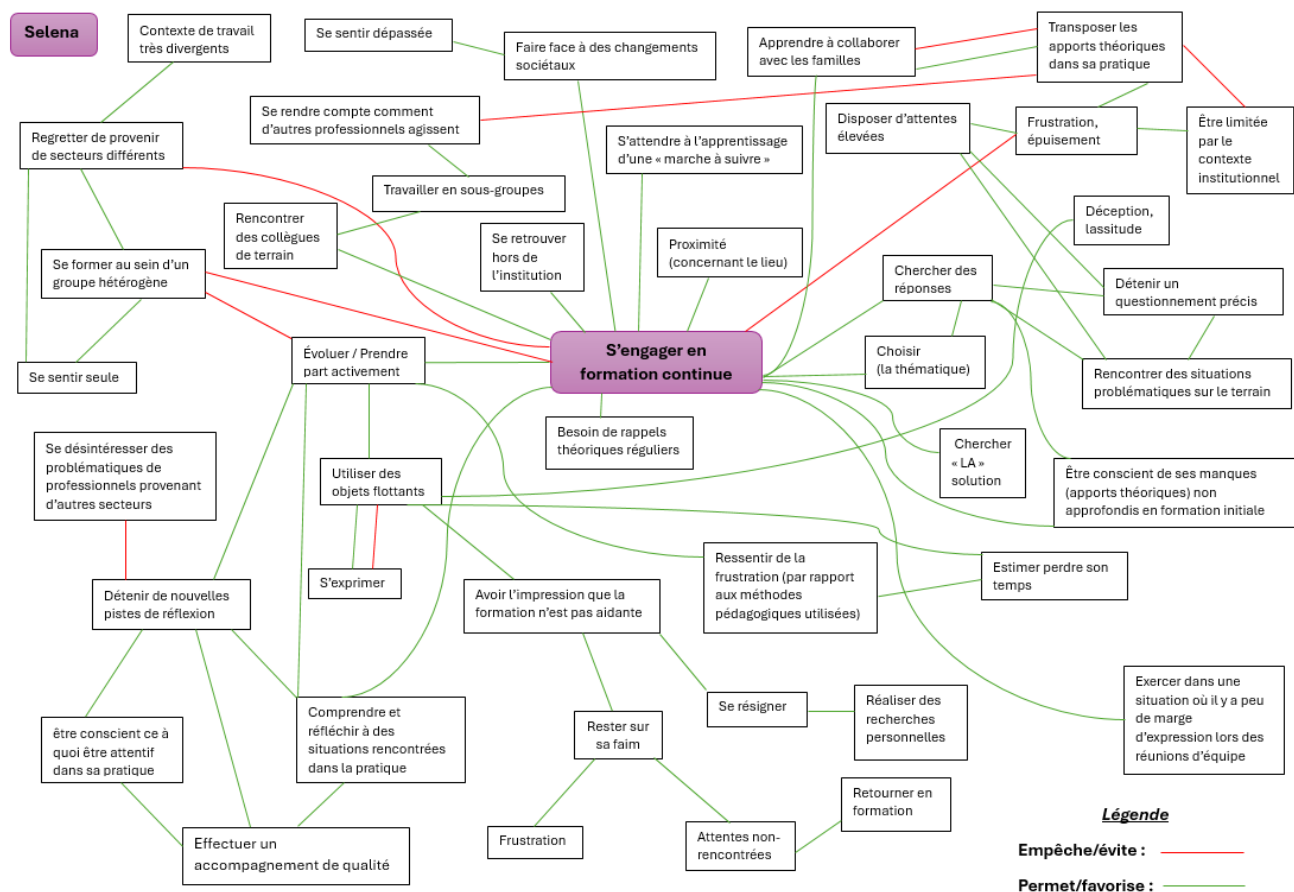 Selena
Contexte de travail
très divergents
Se sentir dépassée
Faire face à des changements
sociétaux
Apprendre à collaborer
avec les familles
Transposer les
apports théoriques
dans sa pratique
Se rendre compte comment
d'autres professionnels agissent
Regretter de provenir
de secteurs différents
S'attendre à l'apprentissage
d'une « marche à suivre »
Disposer d'attentes
élevées
Frustration,
épuisement
Être limitée
par le
contexte
institutionnel
Travailler en sous-groupes
Rencontrer
des collègues
de terrain
Se retrouver
hors de
l'institution
Proximité
(concernant le lieu)
Déception,
lassitude
Se former au sein d'un
groupe hétérogène
Chercher des
réponses
Détenir un
questionnement précis
Se sentir seule
Évoluer / Prendre
part activement
S'engager en
formation continue
Choisir
(la thématique)
Rencontrer des situations
problématiques sur le terrain
Besoin de rappels
théoriques réguliers
Chercher
« LA »
solution
Se désintéresser des
problématiques de
professionnels provenant
d'autres secteurs
Utiliser des
objets flottants
Être conscient de ses manques
(apports théoriques) non
approfondis en formation initiale
S'exprimer
Détenir de nouvelles
pistes de réflexion
Avoir l'impression que la
formation n'est pas aidante
Ressentir de la
frustration (par rapport
aux méthodes
pédagogiques utilisées)
Estimer perdre son
temps
être conscient ce à
quoi être attentif
dans sa pratique
Comprendre et
réfléchir à des
situations rencontrées
dans la pratique
Rester sur
sa faim
Se résigner
Réaliser des
recherches
personnelles
Exercer dans une
situation où il y a peu
de marge
d'expression lors des
réunions d'équipe
Effectuer un
accompagnement de qualité
Frustration
Attentes non-
rencontrées
Retourner en
formation
Légende
Empêche/évite :
Permet/favorise :